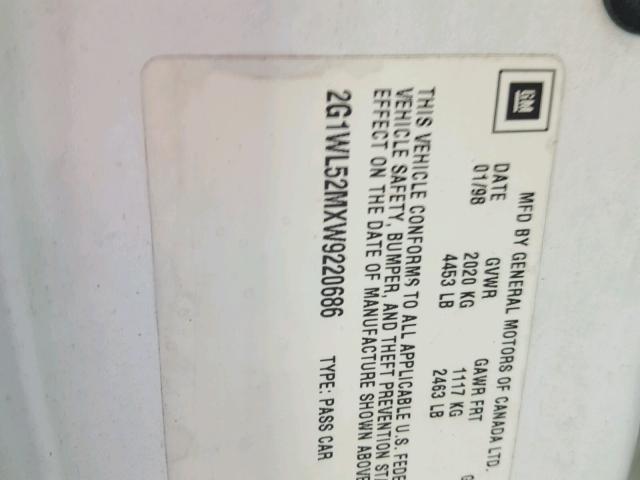 GM
MFD BY GENERAL MOTORS OF CANADA LTD.
DATE GVWR GAWR FRT
01/98 2020 KG 1117 KG
4453 LB 2463 LB
THIS VEHICLE CONFORMS TO ALL APPLICABLE U.S. FEDE
VEHICLE SAFETY, BUMPER, AND THEFT PREVENTION STA
EFFECT ON THE DATE OF MANUFACTURE SHOWN ABOVE
2G1WL52MXW9220686 TYPE: PASS CAR